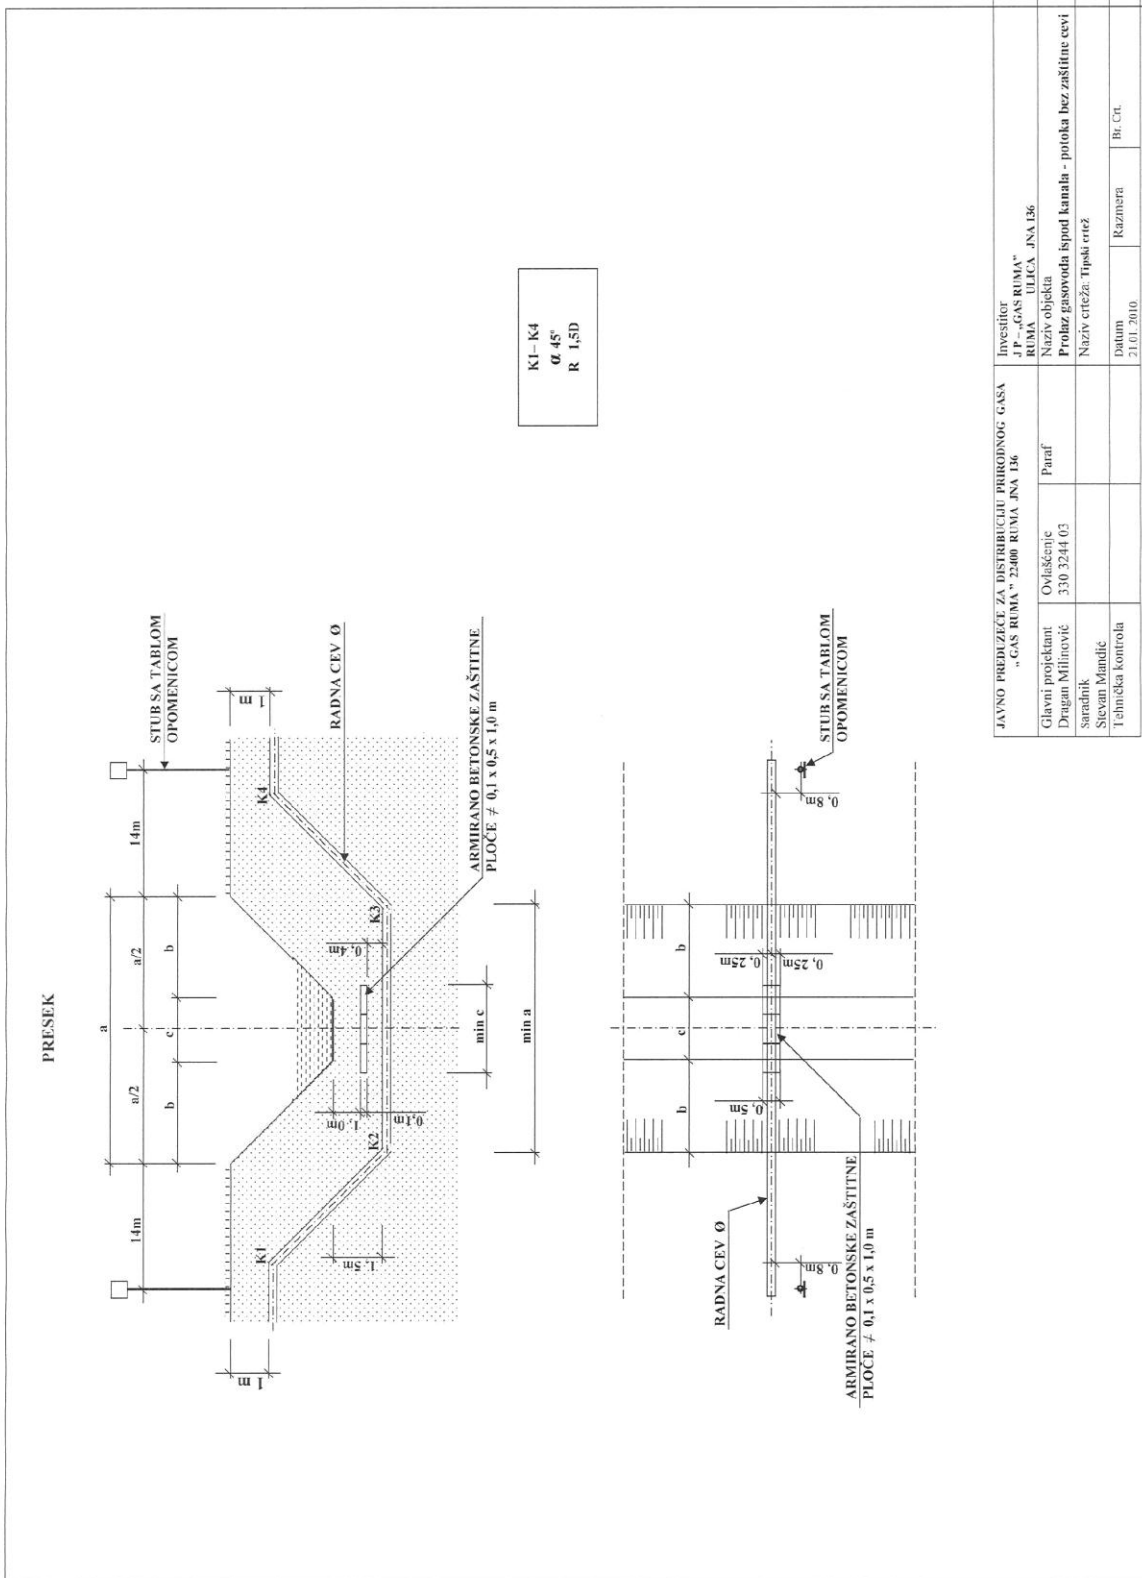 PRESEK
STUB SA TABLOM
OPOMENICOM
14m
a
a/2
a/2
14m
b
c
b
1 m
1 m
K1
K2
K3
K4
RADNA CEV Ø
1,5m
1,0m
0,1m
0,4m
ARMIRANO BETONSKE ZAŠTITNE
PLOČE ≠ 0,1 x 0,5 x 1,0 m
min c
min a
K1– K4
α 45°
R 1,5D
b
c
b
RADNA CEV Ø
0,8m
0,5m
0,25m
0,25m
0,8m
STUB SA TABLOM
OPOMENICOM
ARMIRANO BETONSKE ZAŠTITNE
PLOČE ≠ 0,1 x 0,5 x 1,0 m
JAVNO PREDUZEĆE ZA DISTRIBUCIJU PRIRODNOG GASA
„ GAS RUMA ” 22400 RUMA JNA 136
Investitor
J P – „GAS RUMA”
RUMA ULICA JNA 136
Glavni projektant
Dragan Milinović
Ovlašćenje
330 3244 03
Paraf
Naziv objekta
Prolaz gasovoda ispod kanala - potoka bez zaštitne cevi
saradnik
Stevan Mandić
Naziv crteža: Tipski crtež
Tehnička kontrola
Datum
21.01. 2010.
Razmera
Br. Crt.